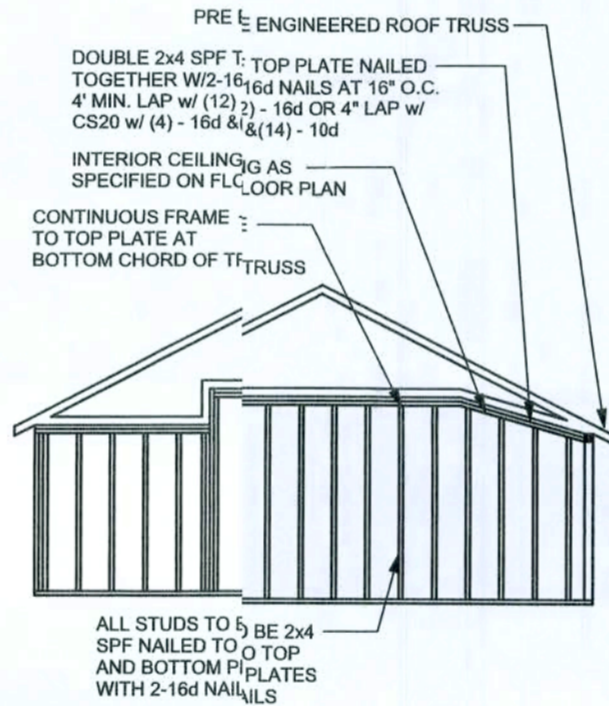 PRE ENGINEERED ROOF TRUSS
DOUBLE 2x4 SPF TOP PLATE NAILED
TOGETHER W/2-16d NAILS AT 16" O.C.
4' MIN. LAP w/ (12) - 16d OR 4" LAP w/
CS20 w/ (4) - 16d &(14) - 10d
INTERIOR CEILING AS
SPECIFIED ON FLOOR PLAN
CONTINUOUS FRAME
TO TOP PLATE AT
BOTTOM CHORD OF TRUSS
ALL STUDS TO BE 2x4
SPF NAILED TO TOP
AND BOTTOM PLATES
WITH 2-16d NAILS